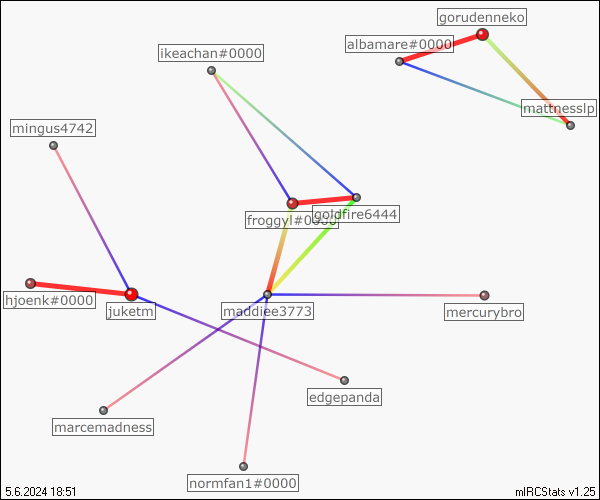 gorudenneko
albamare#0000
ikeachan#0000
mattnesslp
mingus4742
goldfire6444
froggyl#0000
hjoenk#0000
juketm
maddiee3773
mercurybro
edgepanda
marcemadness
normfan1#0000
5.6.2024 18:51
mIRCStats v1.25